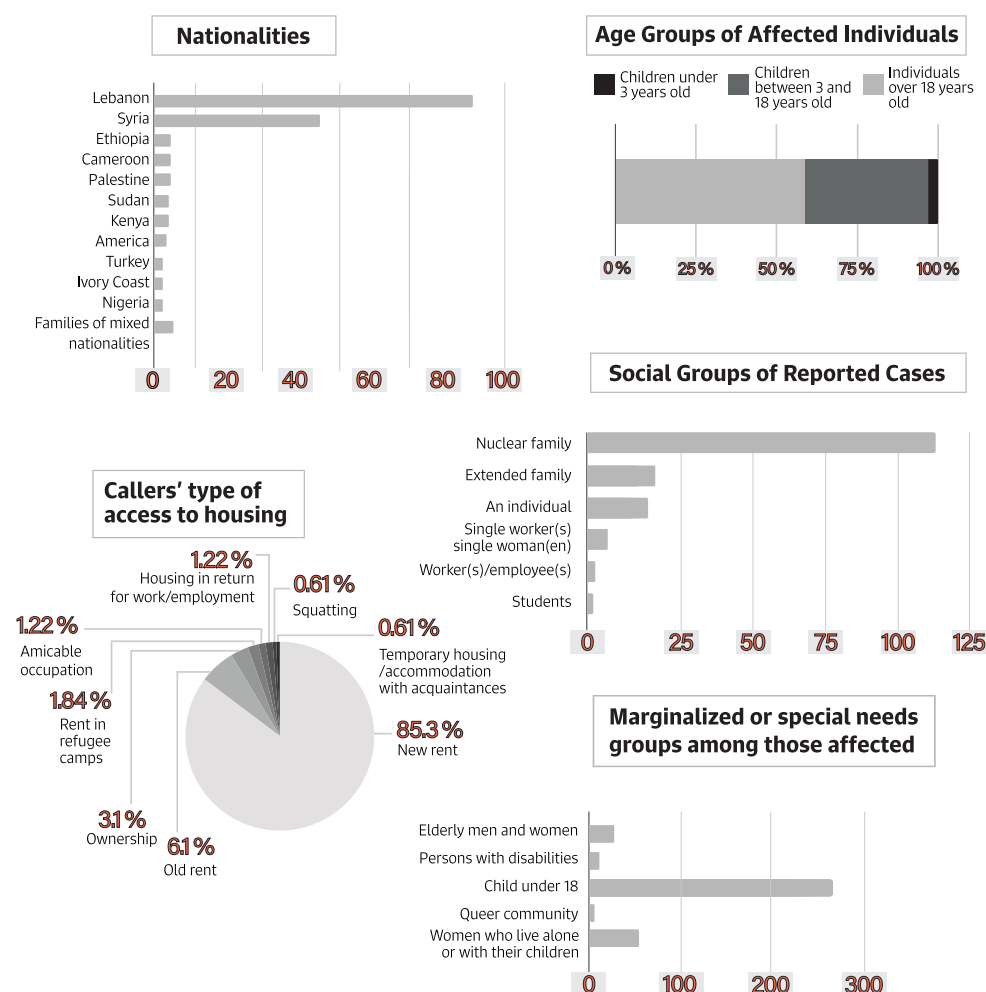 Nationalities
Lebanon
Syria
Ethiopia
Cameroon
Palestine
Sudan
Kenya
America
Turkey
Ivory Coast
Nigeria
Families of mixed
nationalities
0 20 40 60 80 100
Age Groups of Affected Individuals
Children under
3 years old
Children
between 3 and
18 years old
Individuals
over 18 years
old
0% 25% 50% 75% 100%
Social Groups of Reported Cases
Nuclear family
Extended family
An individual
Single worker(s)
single woman(en)
Worker(s)/employee(s)
Students
0 25 50 75 100 125
Callers' type of
access to housing
1.22%
Housing in return
for work/employment
0.61%
Squatting
1.22%
Amicable
occupation
0.61%
Temporary housing
/accommodation
with acquaintances
1.84%
Rent in
refugee
camps
85.3%
New rent
3.1%
Ownership
6.1%
Old rent
Marginalized or special needs
groups among those affected
Elderly men and women
Persons with disabilities
Child under 18
Queer community
Women who live alone
or with their children
0 100 200 300